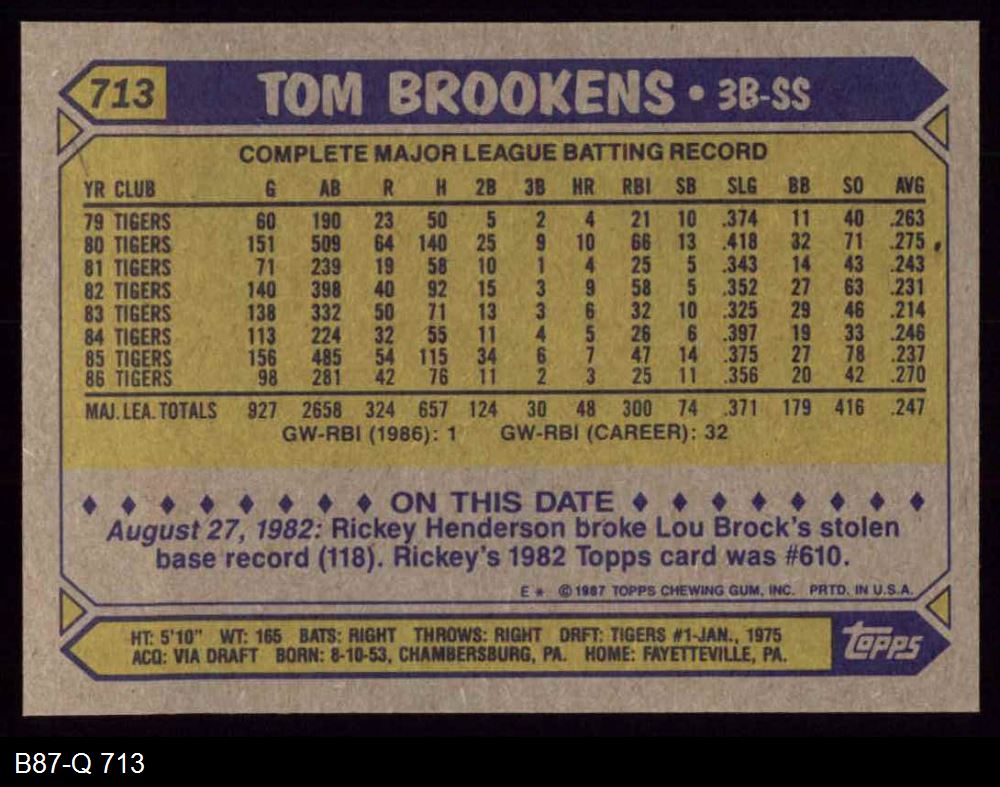 713 TOM BROOKENS • 3B-SS
COMPLETE MAJOR LEAGUE BATTING RECORD
YR CLUB G AB R H 2B 3B HR RBI SB SLG BB SO AVG
79 TIGERS 60 190 23 50 5 2 4 21 10 .374 11 40 .263
80 TIGERS 151 509 64 140 25 9 10 66 13 .418 32 71 .275
81 TIGERS 71 239 19 58 10 1 4 25 5 .343 14 43 .243
82 TIGERS 140 398 40 92 15 3 9 58 5 .352 27 63 .231
83 TIGERS 138 332 50 71 13 3 6 32 10 .325 29 46 .214
84 TIGERS 113 224 32 55 11 4 5 26 6 .397 19 33 .246
85 TIGERS 156 485 54 115 34 6 7 47 14 .375 27 78 .237
86 TIGERS 98 281 42 76 11 2 3 25 11 .356 20 42 .270
MAJ. LEA. TOTALS 927 2658 324 657 124 30 48 300 74 .371 179 416 .247
GW-RBI (1986): 1 GW-RBI (CAREER): 32
♦ ♦ ♦ ♦ ♦ ♦ ♦ ♦ ON THIS DATE ♦ ♦ ♦ ♦ ♦ ♦ ♦ ♦
August 27, 1982: Rickey Henderson broke Lou Brock's stolen
base record (118). Rickey's 1982 Topps card was #610.
E * © 1987 TOPPS CHEWING GUM, INC. PRTD. IN U.S.A.
HT: 5'10" WT: 165 BATS: RIGHT THROWS: RIGHT DRFT: TIGERS #1-JAN., 1975
ACQ: VIA DRAFT BORN: 8-10-53, CHAMBERSBURG, PA. HOME: FAYETTEVILLE, PA.
Topps
B87-Q 713